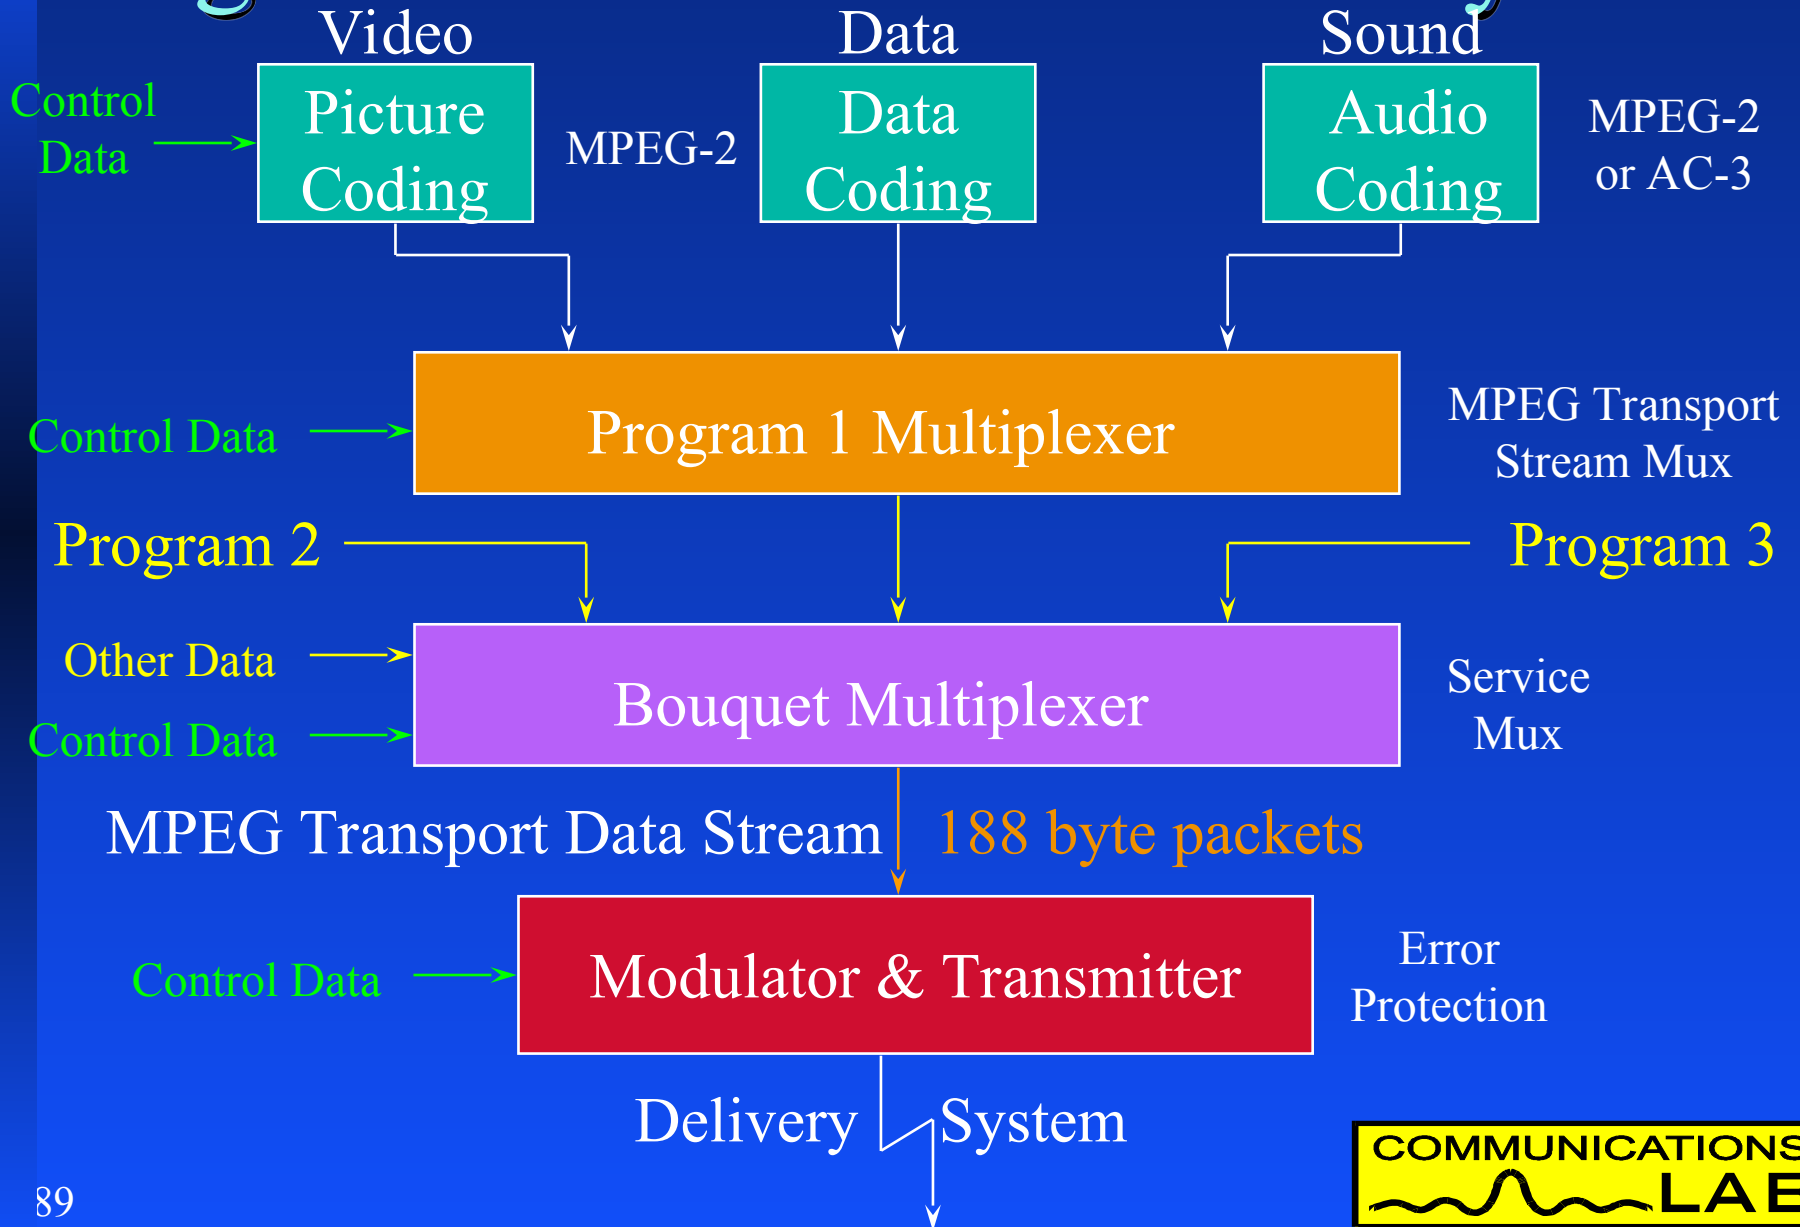 Video
Data
Sound
Control
Data
Picture
Coding
MPEG-2
Data
Coding
Audio
Coding
MPEG-2
or AC-3
Control Data
Program 1 Multiplexer
MPEG Transport
Stream Mux
Program 2
Program 3
Other Data
Control Data
Bouquet Multiplexer
Service
Mux
MPEG Transport Data Stream
188 byte packets
Control Data
Modulator & Transmitter
Error
Protection
Delivery System
COMMUNICATIONS
89